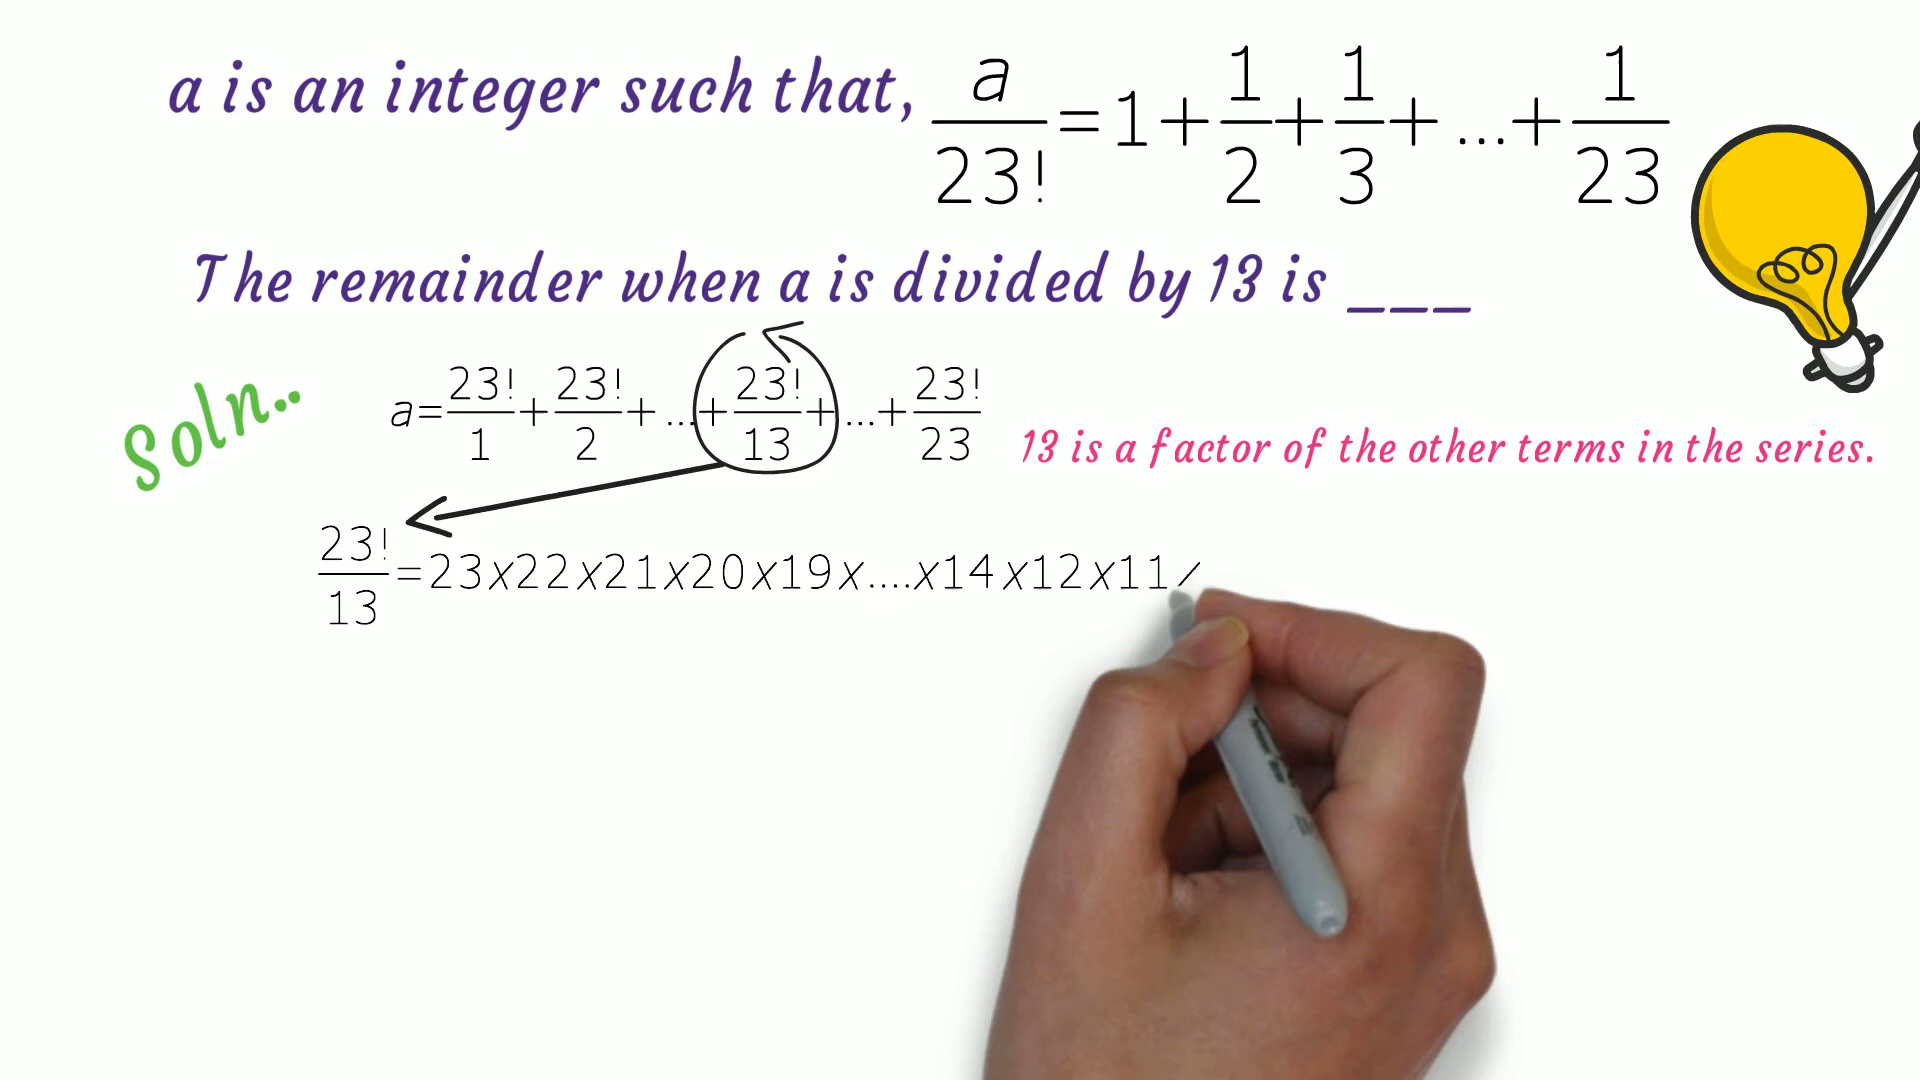 a is an integer such that, a/23! = 1 + 1/2 + 1/3 + ... + 1/23
The remainder when a is divided by 13 is ___
Soln..
a = 23!/1 + 23!/2 + ... + 23!/13 + ... + 23!/23
13 is a factor of the other terms in the series.
23!/13 = 23x22x21x20x19x....x14x12x11